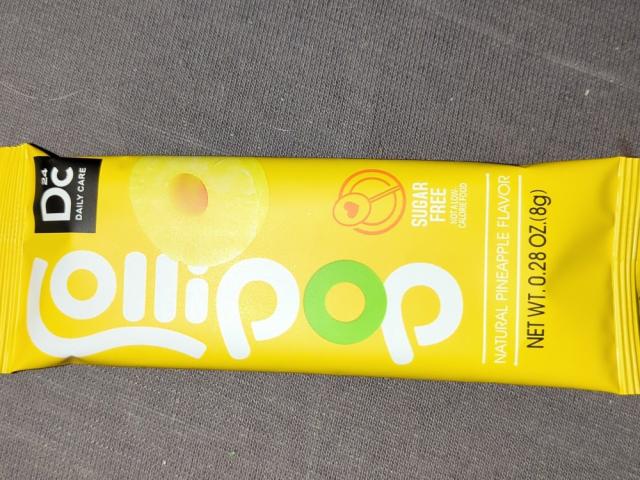 24
DC
DAILY CARE
Lollipop
SUGAR
FREE
NOT A LOW
CALORIE FOOD
NATURAL PINEAPPLE FLAVOR
NET WT. 0.28 OZ.(8g)